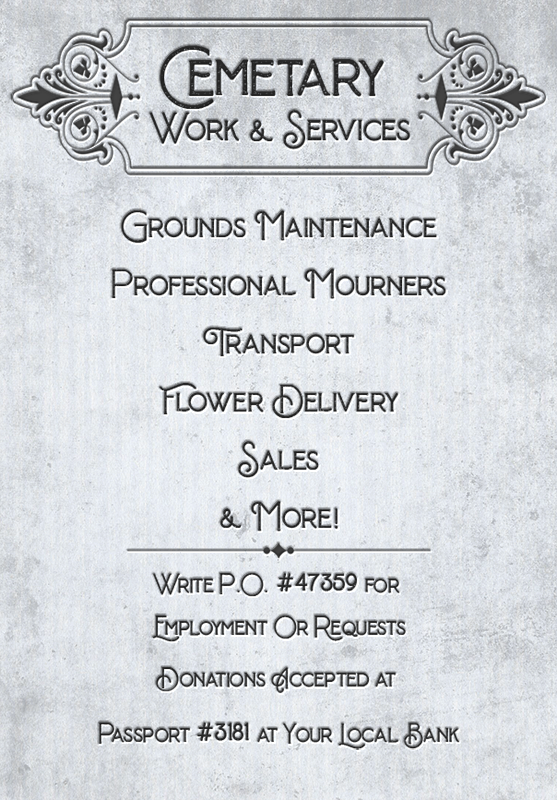 Cemetary
Work & Services
Grounds Maintenance
Professional Mourners
Transport
Flower Delivery
Sales
& More!
Write P.O. #47359 for
Employment Or Requests
Donations Accepted at
Passport #3181 at Your Local Bank